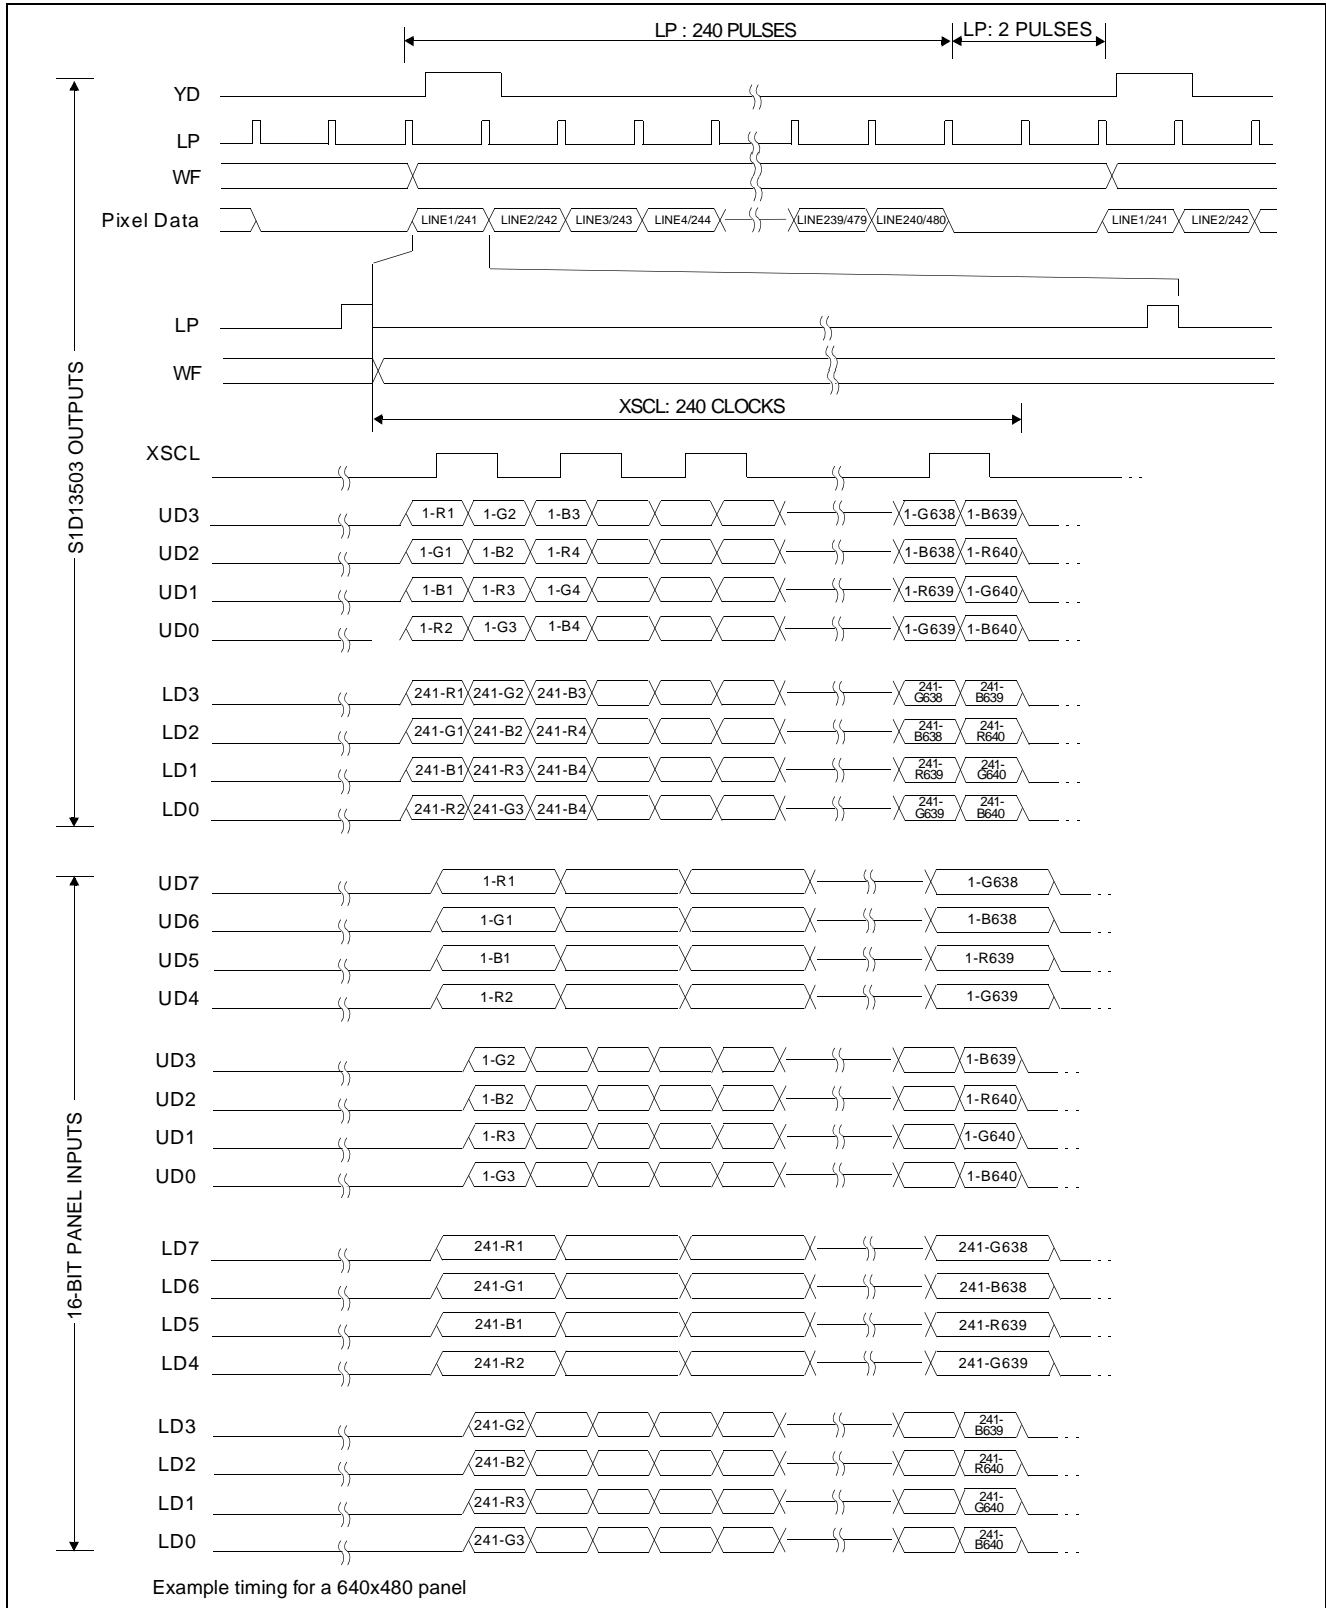 LP : 240 PULSES LP: 2 PULSES
YD
LP
WF
Pixel Data LINE1/241 LINE2/242 LINE3/243 LINE4/244 LINE239/479 LINE240/480 LINE1/241 LINE2/242
LP
WF
XSCL: 240 CLOCKS
XSCL
S1D13503 OUTPUTS
UD3 1-R1 1-G2 1-B3 1-G638 1-B639
UD2 1-G1 1-B2 1-R4 1-B638 1-R640
UD1 1-B1 1-R3 1-G4 1-R639 1-G640
UD0 1-R2 1-G3 1-B4 1-G639 1-B640
LD3 241-R1 241-G2 241-B3 241-G638 241-B639
LD2 241-G1 241-B2 241-R4 241-B638 241-R640
LD1 241-B1 241-R3 241-B4 241-R639 241-G640
LD0 241-R2 241-G3 241-B4 241-G639 241-B640
16-BIT PANEL INPUTS
UD7 1-R1 1-G638
UD6 1-G1 1-B638
UD5 1-B1 1-R639
UD4 1-R2 1-G639
UD3 1-G2 1-B639
UD2 1-B2 1-R640
UD1 1-R3 1-G640
UD0 1-G3 1-B640
LD7 241-R1 241-G638
LD6 241-G1 241-B638
LD5 241-B1 241-R639
LD4 241-R2 241-G639
LD3 241-G2 241-B639
LD2 241-B2 241-R640
LD1 241-R3 241-G640
LD0 241-G3 241-B640
Example timing for a 640x480 panel